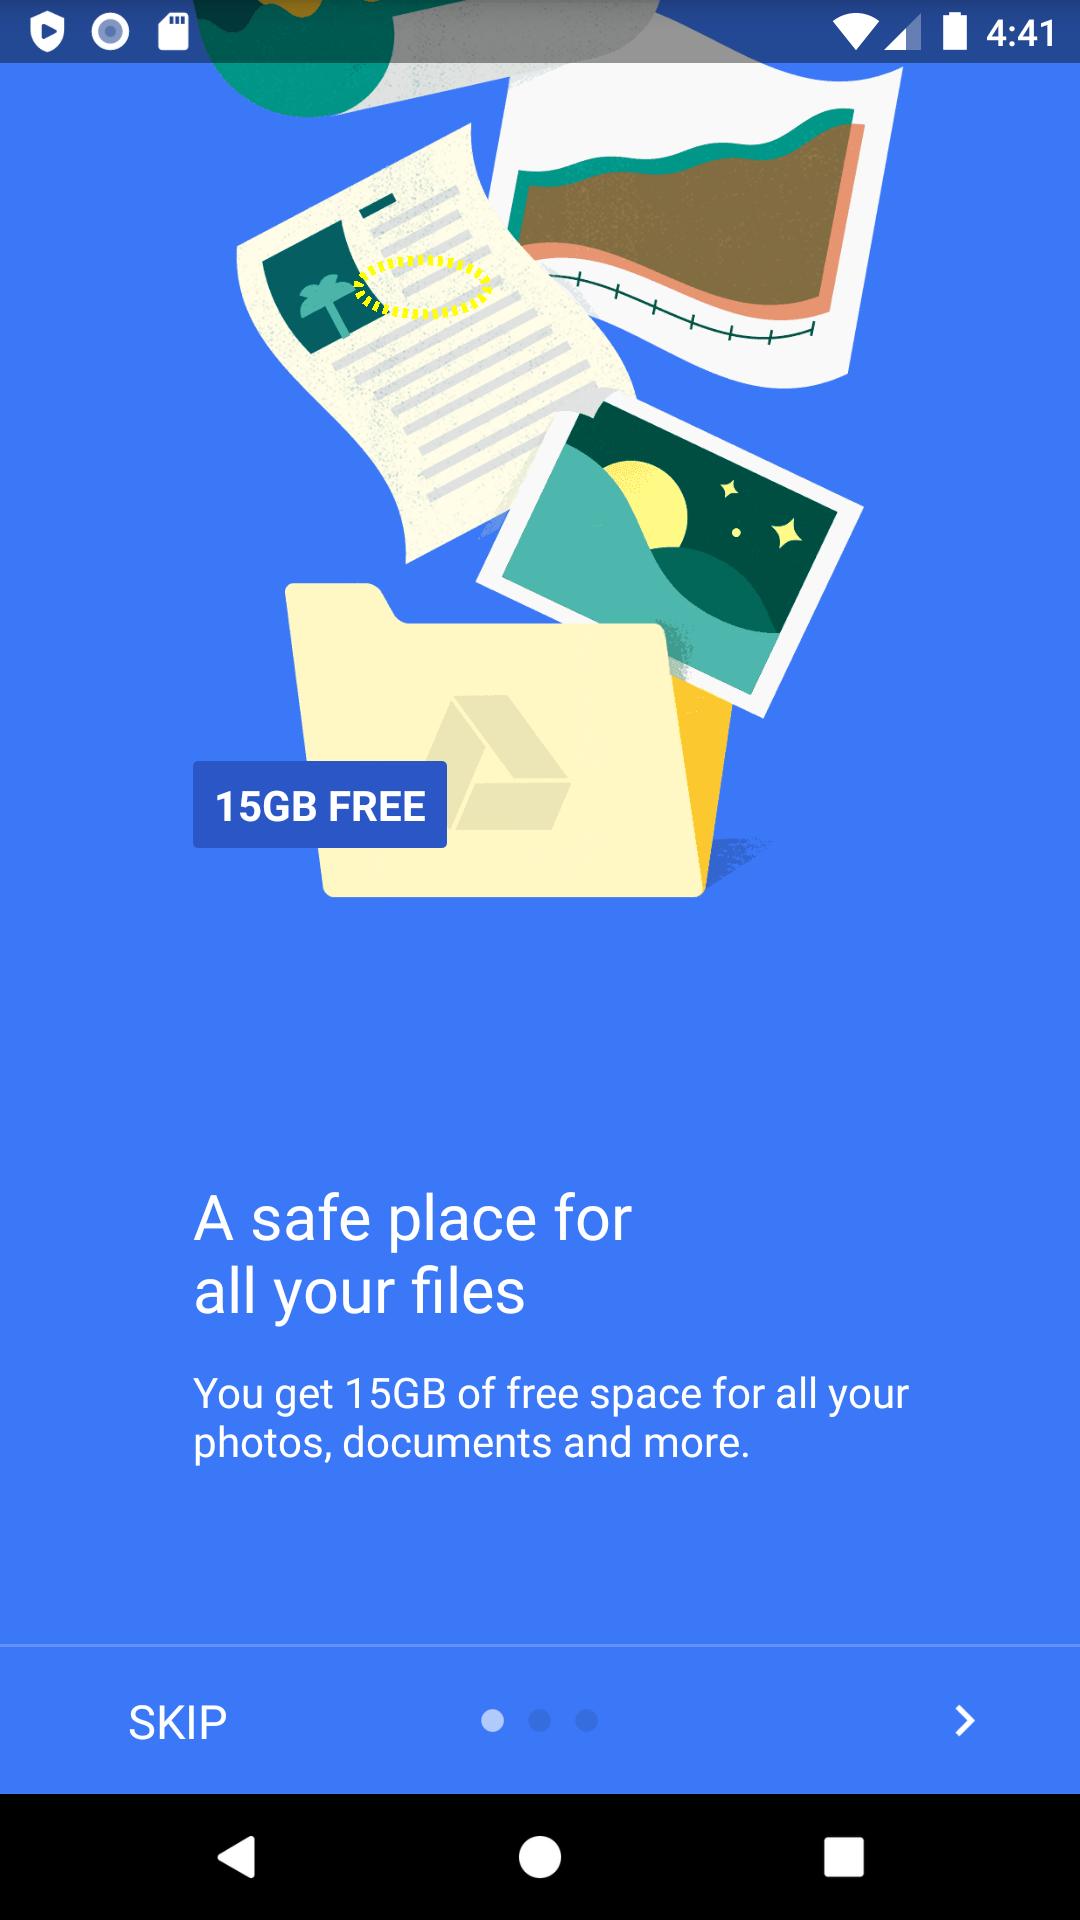 4:41
15GB FREE
A safe place for
all your files
You get 15GB of free space for all your
photos, documents and more.
SKIP